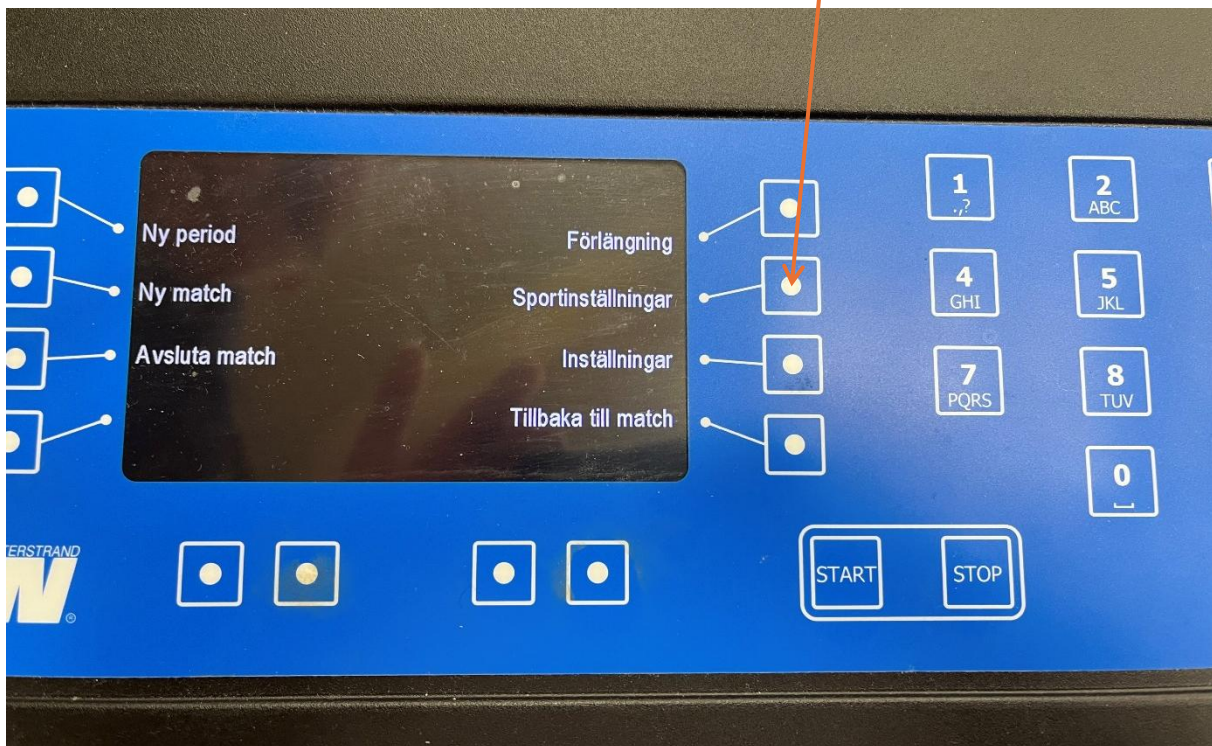 Ny period
Ny match
Avsluta match
Förlängning
Sportinställningar
Inställningar
Tillbaka till match
1
.,?
2
ABC
4
GHI
5
JKL
7
PQRS
8
TUV
0
ERSTRAND
W
®
START
STOP